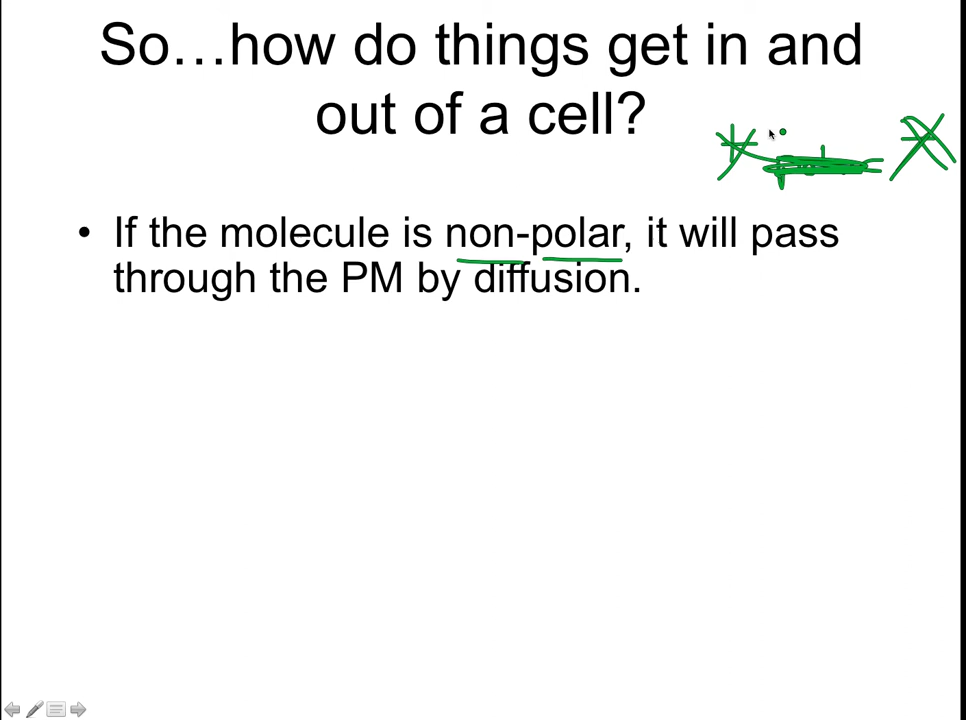 So…how do things get in and
out of a cell?
• If the molecule is non-polar, it will pass
through the PM by diffusion.